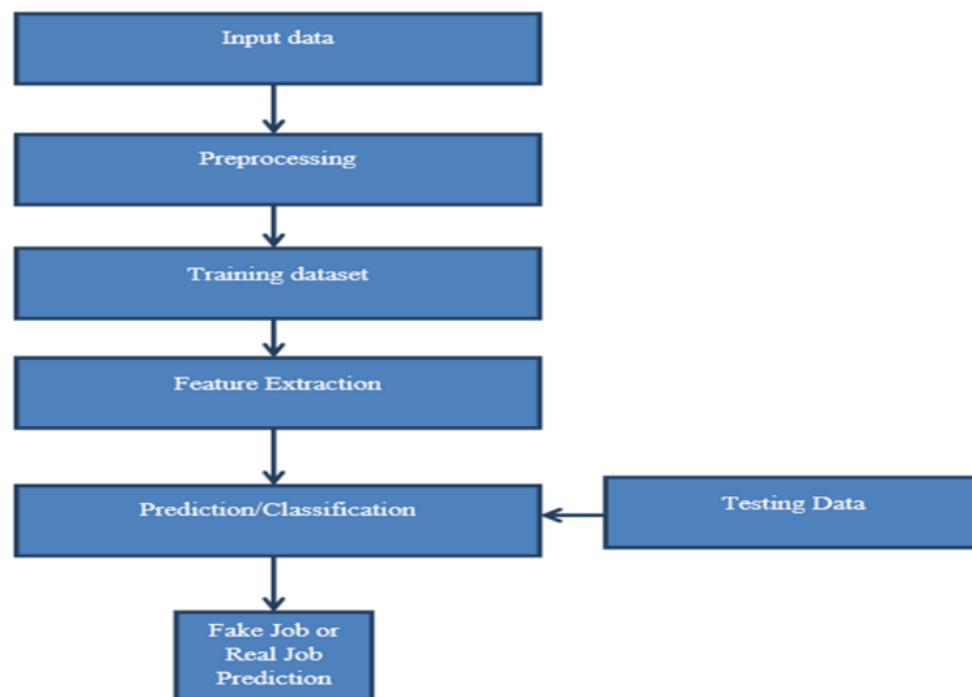 Input data
Preprocessing
Training dataset
Feature Extraction
Prediction/Classification
Testing Data
Fake Job or
Real Job
Prediction